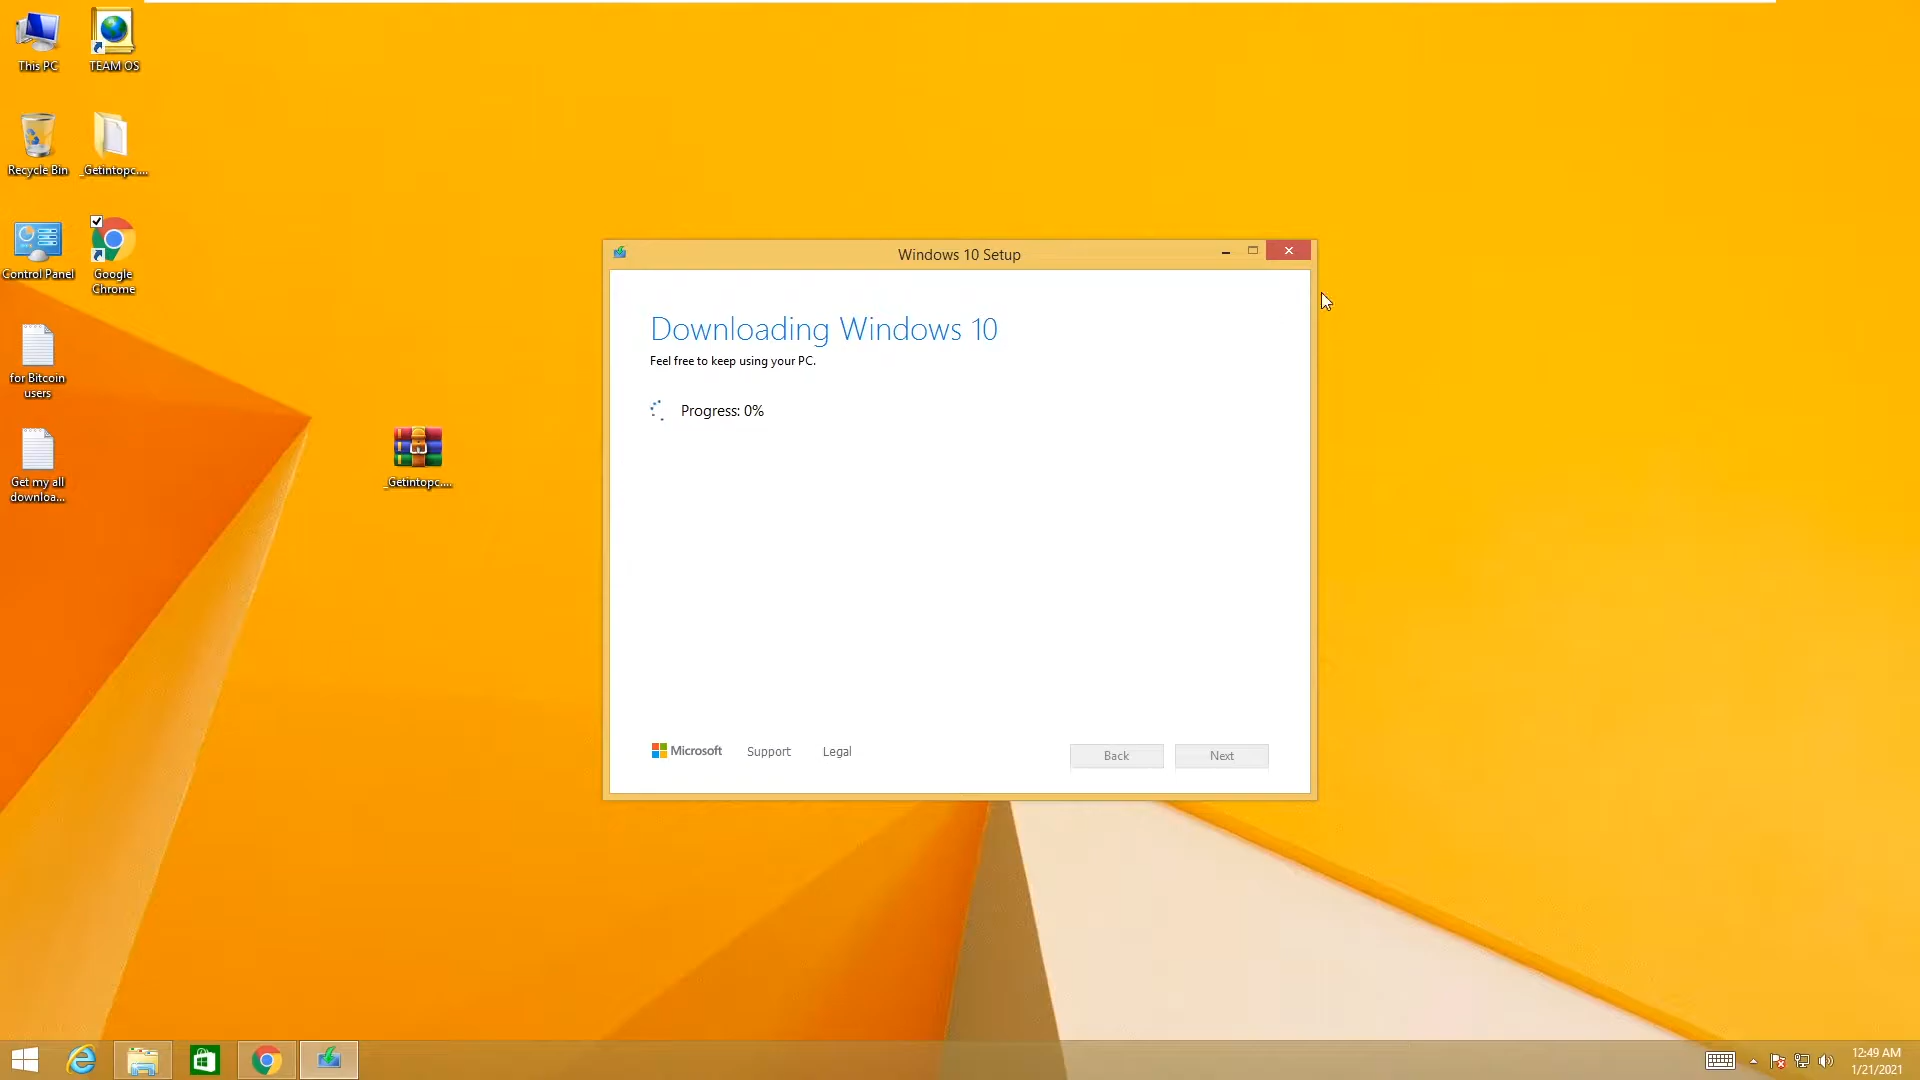 This PC
TEAM OS
Recycle Bin
_Getintopc....
Control Panel
Google
Chrome
for Bitcoin
users
Get my all
downloa...
_Getintopc....
Windows 10 Setup
Downloading Windows 10
Feel free to keep using your PC.
Progress: 0%
Microsoft
Support
Legal
Back
Next
12:49 AM
1/21/2021